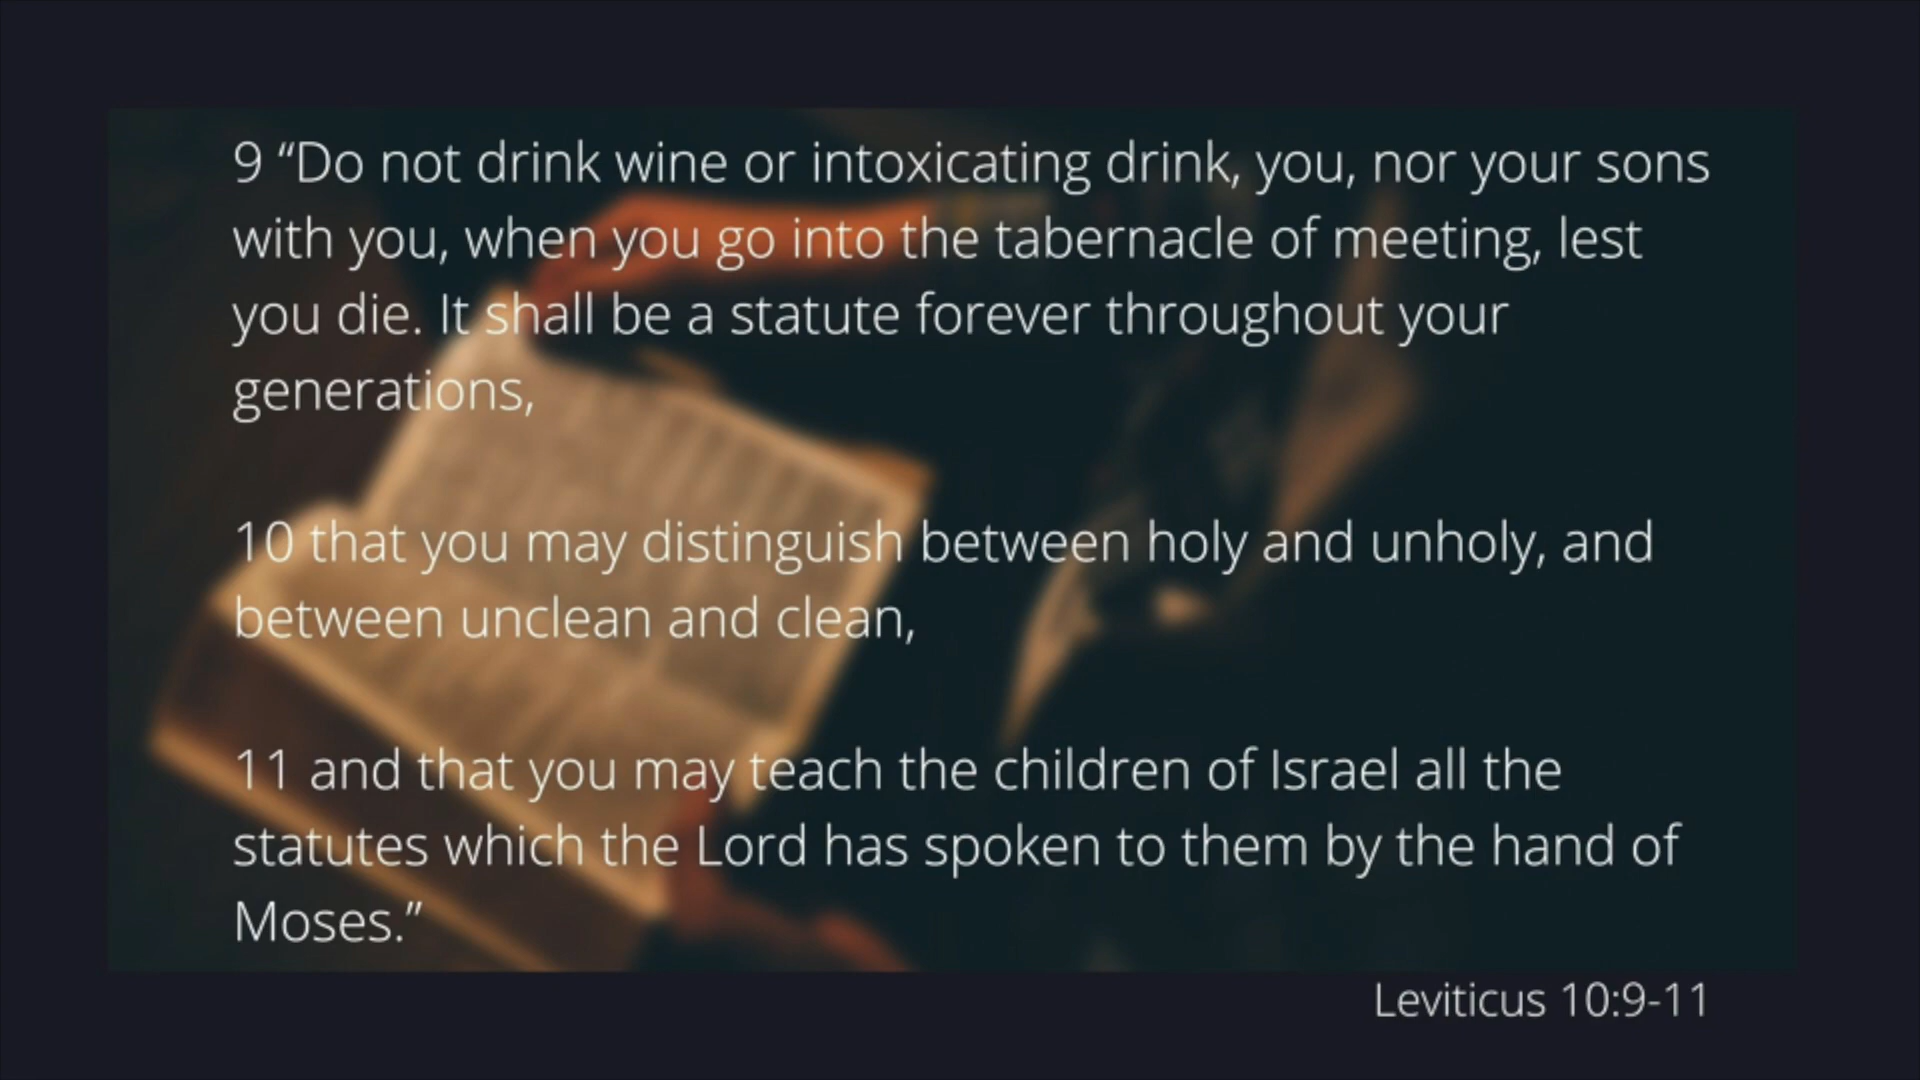 9 “Do not drink wine or intoxicating drink, you, nor your sons
with you, when you go into the tabernacle of meeting, lest
you die. It shall be a statute forever throughout your
generations,
10 that you may distinguish between holy and unholy, and
between unclean and clean,
11 and that you may teach the children of Israel all the
statutes which the Lord has spoken to them by the hand of
Moses.”
Leviticus 10:9-11